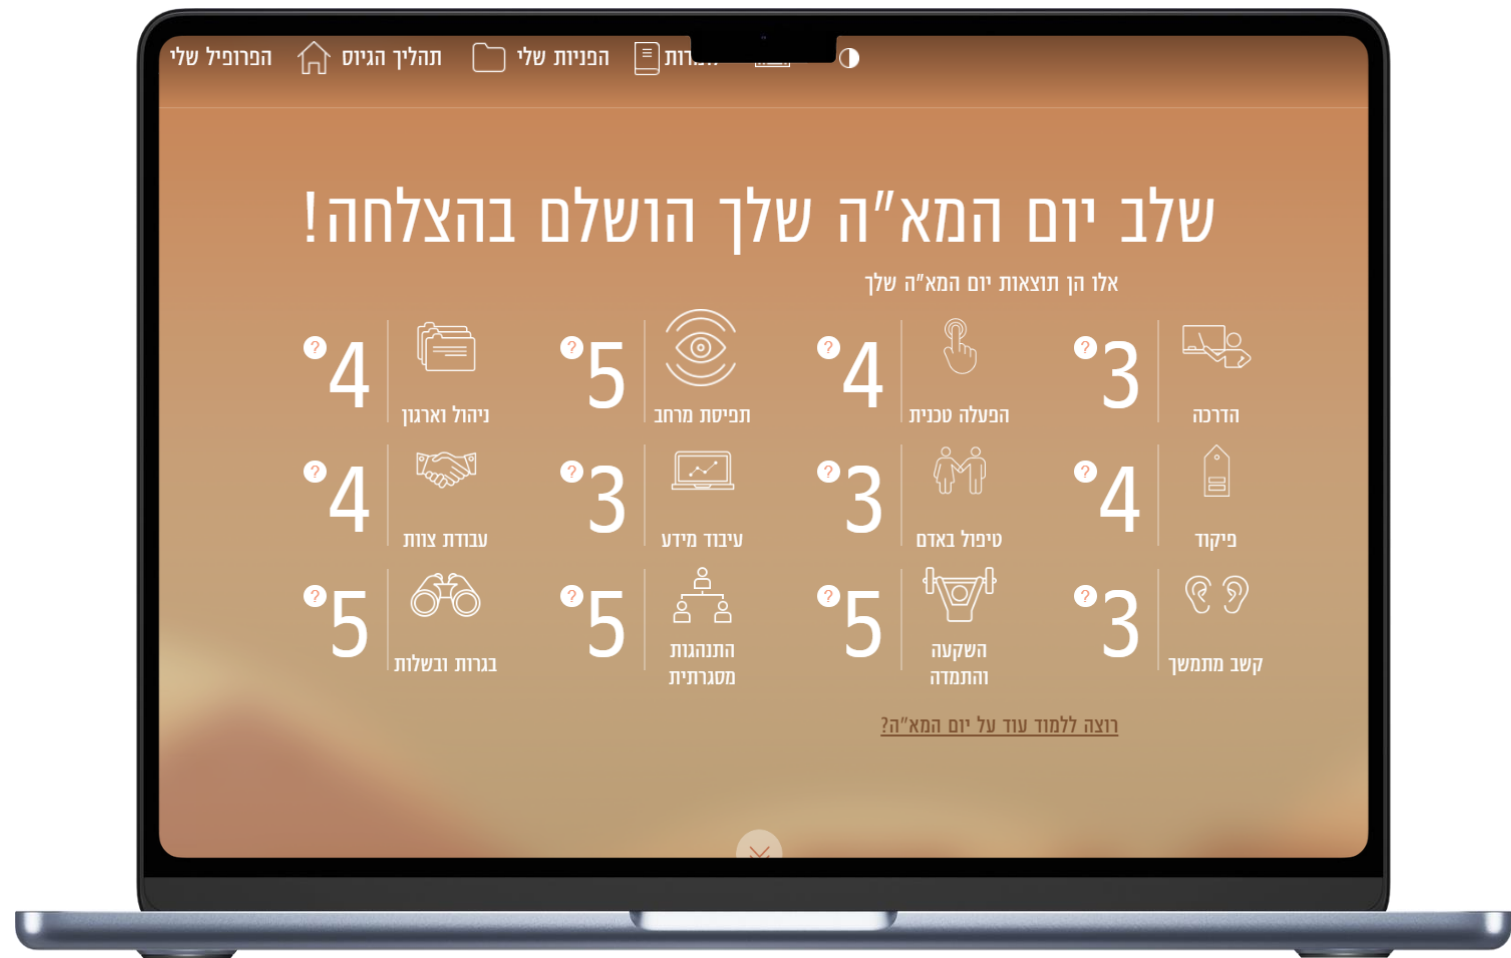 הפרופיל שלי
תהליך הגיוס
הפניות שלי
שלב יום המא"ה שלך הושלם בהצלחה!
אלו הן תוצאות יום המא"ה שלך
3 ?
הדרכה
4 ?
הפעלה טכנית
5 ?
תפיסת מרחב
4 ?
ניהול וארגון
4 ?
פיקוד
3 ?
טיפול באדם
3 ?
עיבוד מידע
4 ?
עבודת צוות
3 ?
קשב מתמשך
5 ?
השקעה
והתמדה
5 ?
התנהגות
מסגרתית
5 ?
בגרות ובשלות
רוצה ללמוד עוד על יום המא"ה?